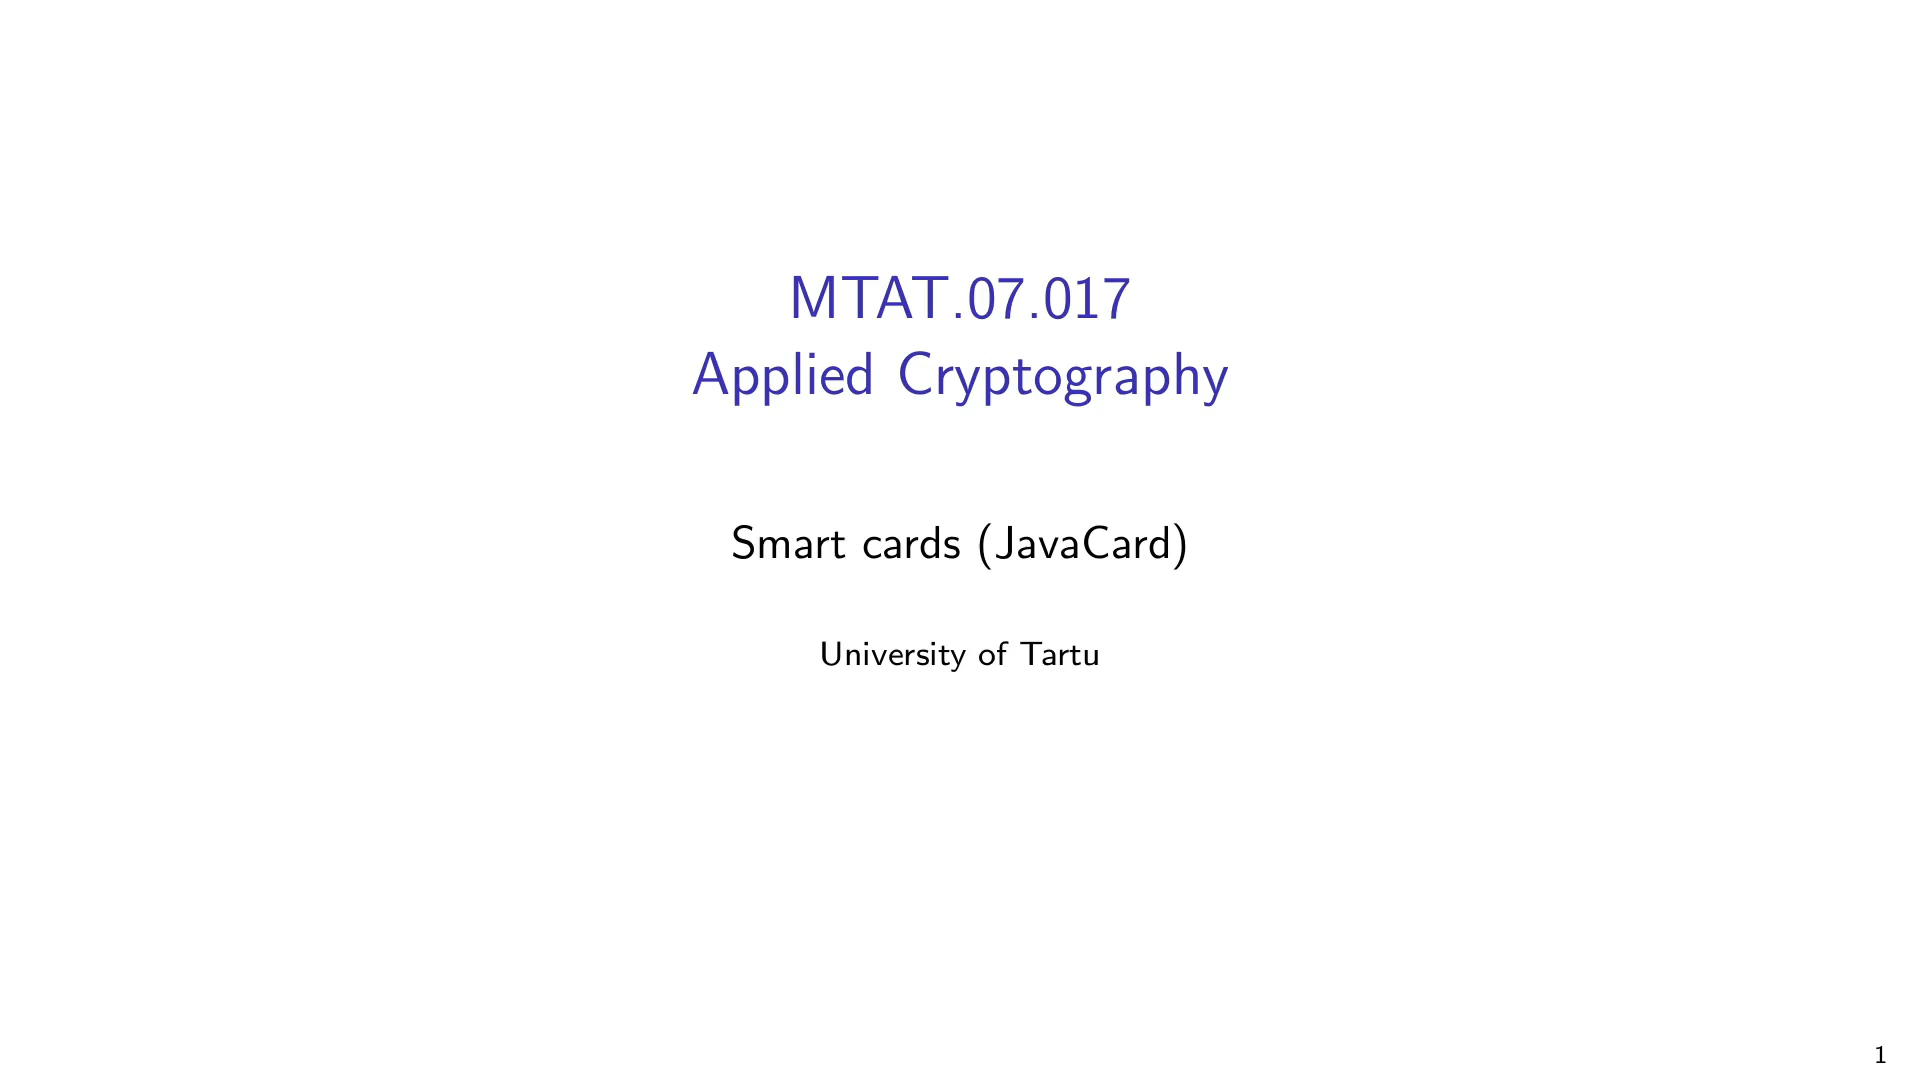 MTAT.07.017
Applied Cryptography
Smart cards (JavaCard)
University of Tartu
1